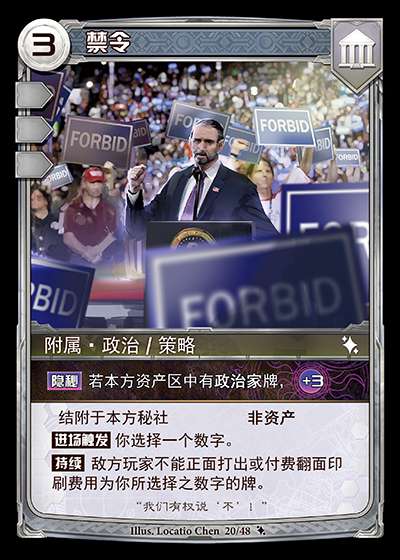 3 禁令
FORBID
FORBID
FORBID
FORBID
FORBID
FORBID
FORBID
附属·政治 / 策略
隐秘 若本方资产区中有政治家牌, +3
结附于本方秘社 非资产
进场触发 你选择一个数字。
持续 敌方玩家不能正面打出或付费翻面印
刷费用为你所选择之数字的牌。
“我们有权说‘不’！”
Illus. Locatio Chen 20/48